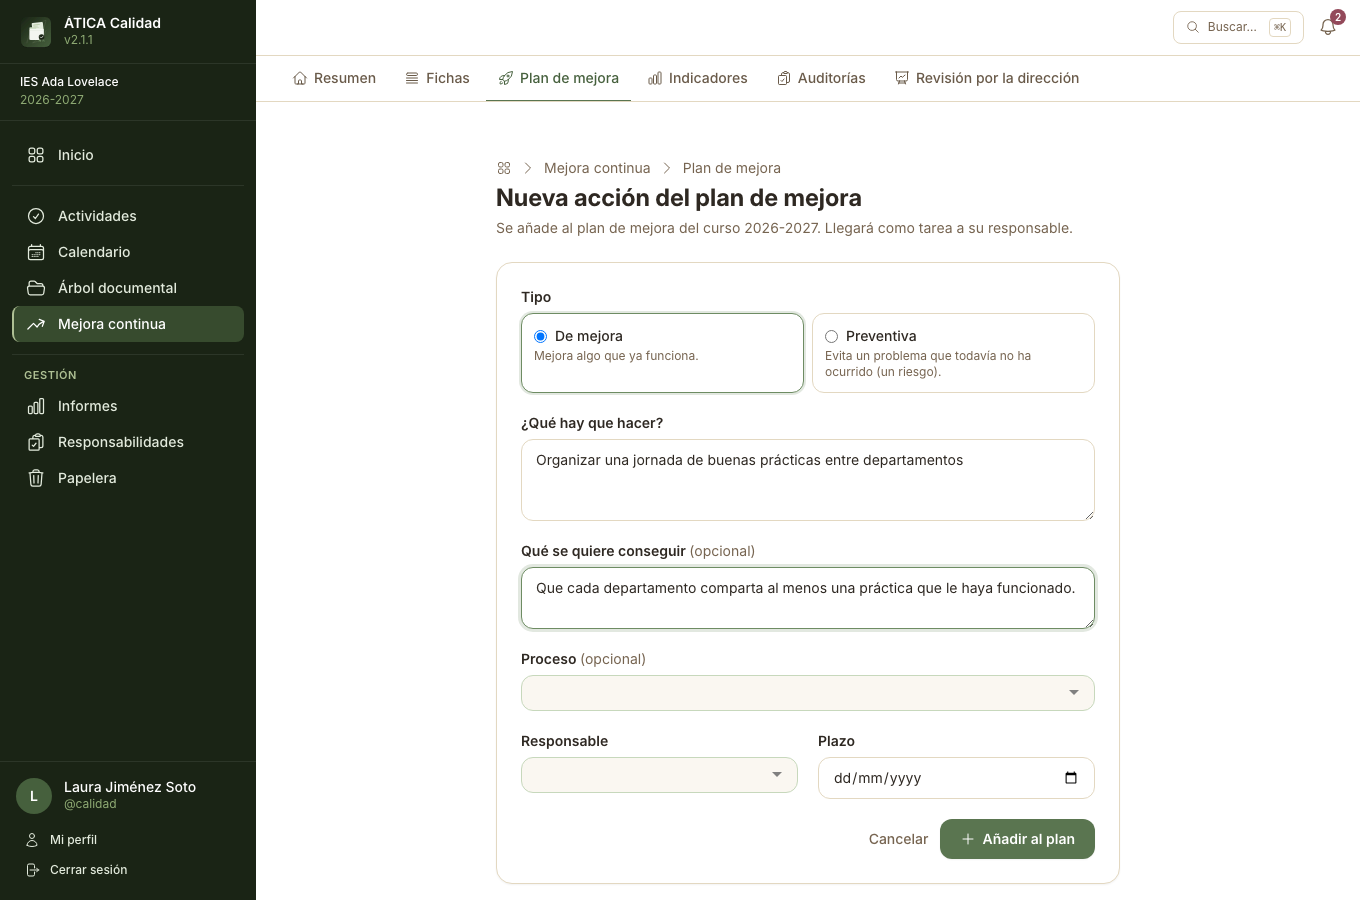 ÁTICA Calidad
v2.1.1
IES Ada Lovelace
2026-2027
Inicio
Actividades
Calendario
Árbol documental
Mejora continua
GESTIÓN
Informes
Responsabilidades
Papelera
L
Laura Jiménez Soto
@calidad
Mi perfil
Cerrar sesión
Buscar...
⌘K
2
Resumen
Fichas
Plan de mejora
Indicadores
Auditorías
Revisión por la dirección
Mejora continua
Plan de mejora
Nueva acción del plan de mejora
Se añade al plan de mejora del curso 2026-2027. Llegará como tarea a su responsable.
Tipo
De mejora
Mejora algo que ya funciona.
Preventiva
Evita un problema que todavía no ha
ocurrido (un riesgo).
¿Qué hay que hacer?
Organizar una jornada de buenas prácticas entre departamentos
Qué se quiere conseguir (opcional)
Que cada departamento comparta al menos una práctica que le haya funcionado.
Proceso (opcional)
Responsable
Plazo
dd/mm/yyyy
Cancelar
Añadir al plan